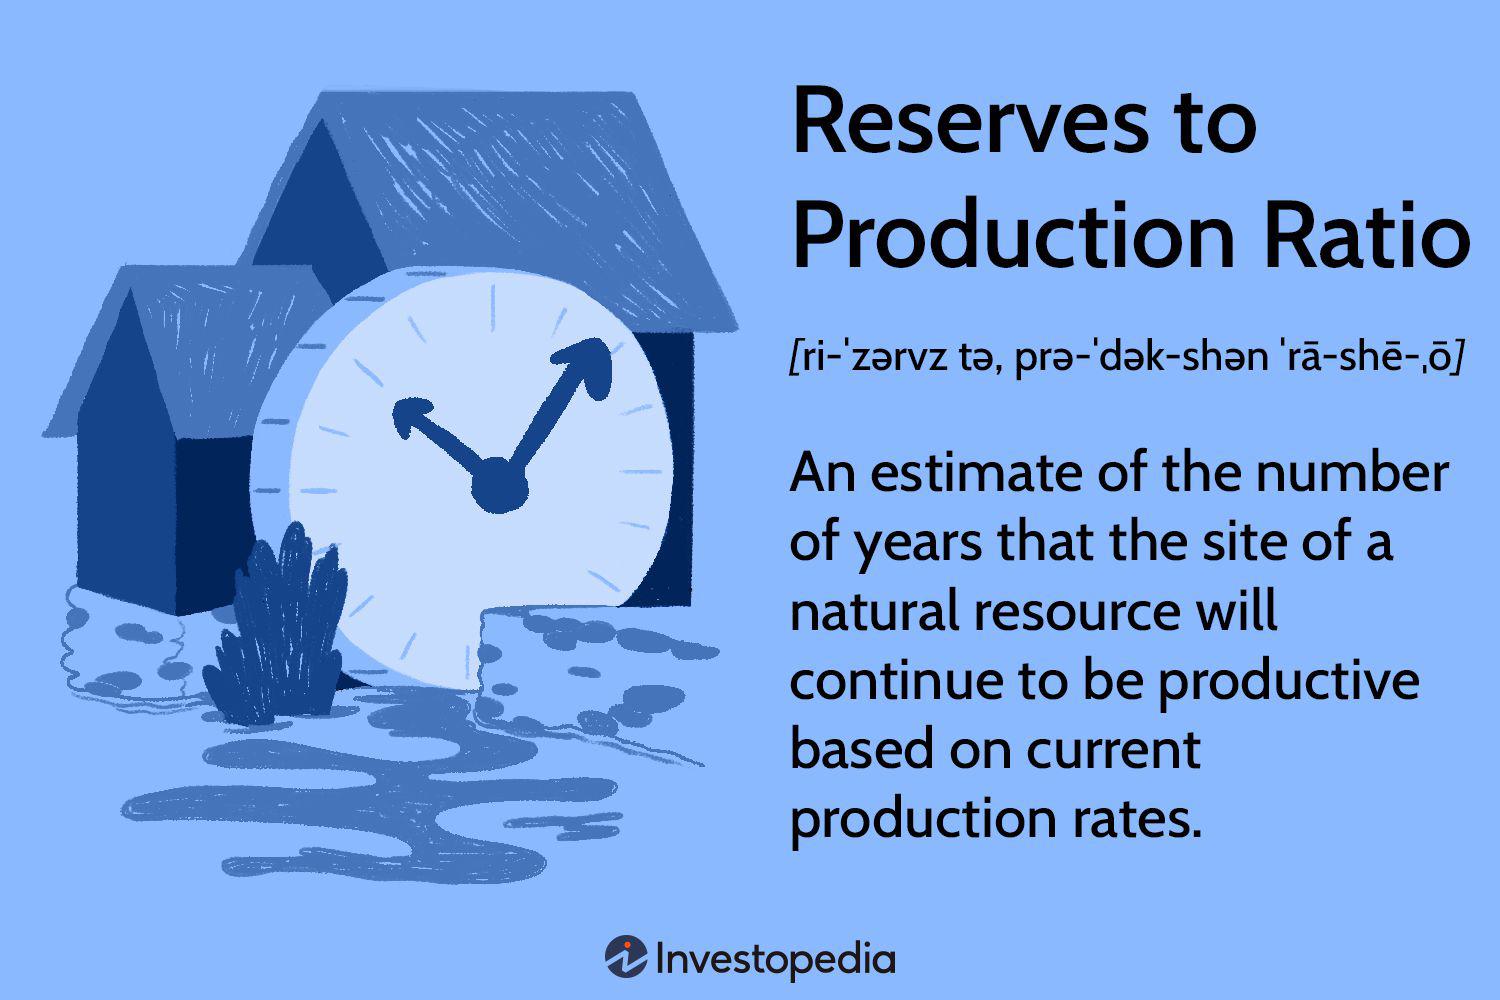 Reserves to
Production Ratio
[ri-ˈzərvz tə, prə-ˈdək-shən ˈrā-shē-ˌō]
An estimate of the number
of years that the site of a
natural resource will
continue to be productive
based on current
production rates.
Investopedia